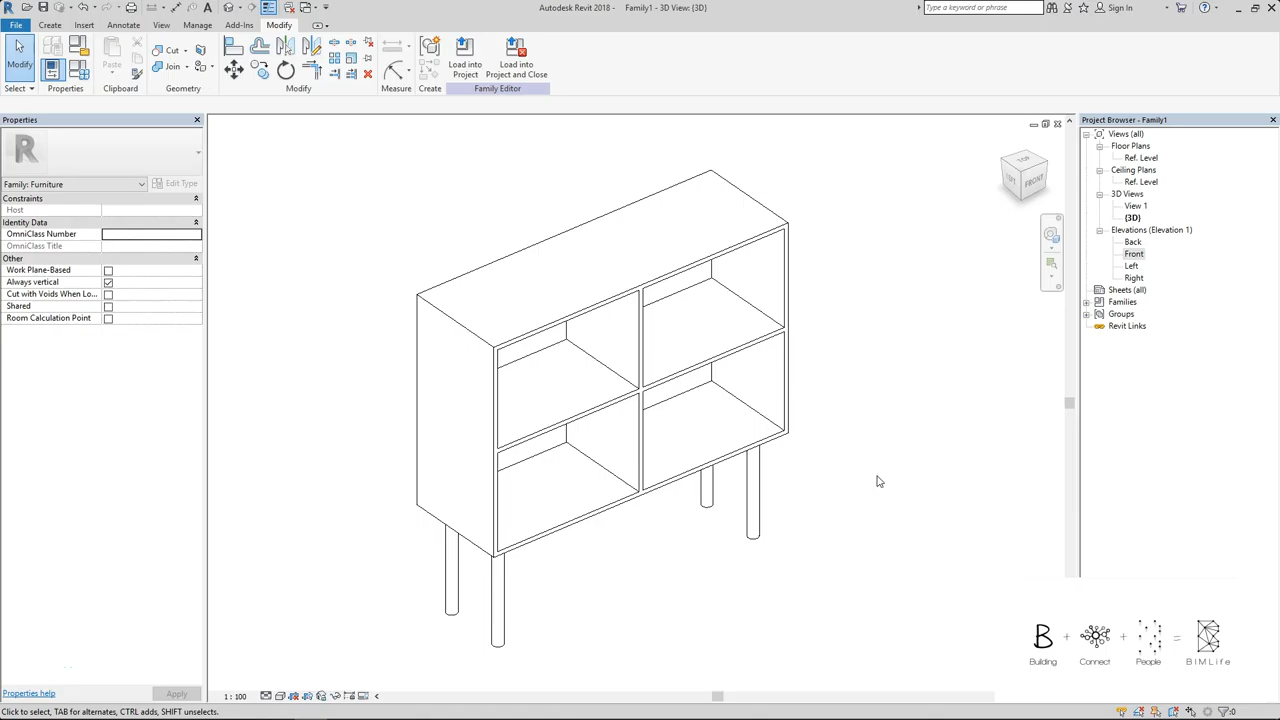 Autodesk Revit 2018 -    Family1 - 3D View: {3D}
Type a keyword or phrase
Sign In
File
Create
Insert
Annotate
View
Manage
Add-Ins
Modify
Modify
Paste
Cut
Join
Load into
Project
Load into
Project and Close
Select
Properties
Clipboard
Geometry
Modify
Measure
Create
Family Editor
Properties
R
Family: Furniture
Edit Type
Constraints
Host
Identity Data
OmniClass Number
OmniClass Title
Other
Work Plane-Based
Always vertical
Cut with Voids When Lo...
Shared
Room Calculation Point
Properties help
Apply
TOP
FRONT
Project Browser - Family1
Views (all)
Floor Plans
Ref. Level
Ceiling Plans
Ref. Level
3D Views
View 1
{3D}
Elevations (Elevation 1)
Back
Front
Left
Right
Sheets (all)
Families
Groups
Revit Links
B + + =
Building Connect People BIMLife
1 : 100
Click to select, TAB for alternates, CTRL adds, SHIFT unselects.
:0